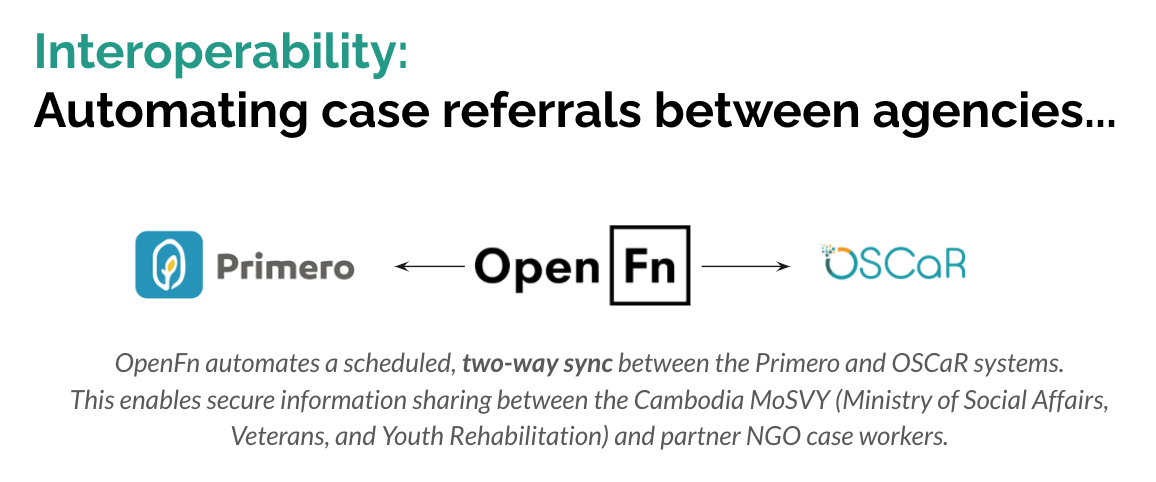 Interoperability:
Automating case referrals between agencies...
Primero
Open Fn
OSCaR
OpenFn automates a scheduled, two-way sync between the Primero and OSCaR systems.
This enables secure information sharing between the Cambodia MoSVY (Ministry of Social Affairs,
Veterans, and Youth Rehabilitation) and partner NGO case workers.